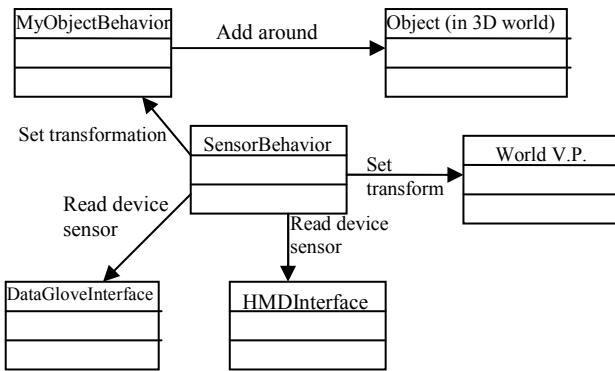 MyObjectBehavior
Add around
Object (in 3D world)
Set transformation
SensorBehavior
Set
transform
World V.P.
Read device
sensor
Read device
sensor
DataGloveInterface
HMDInterface